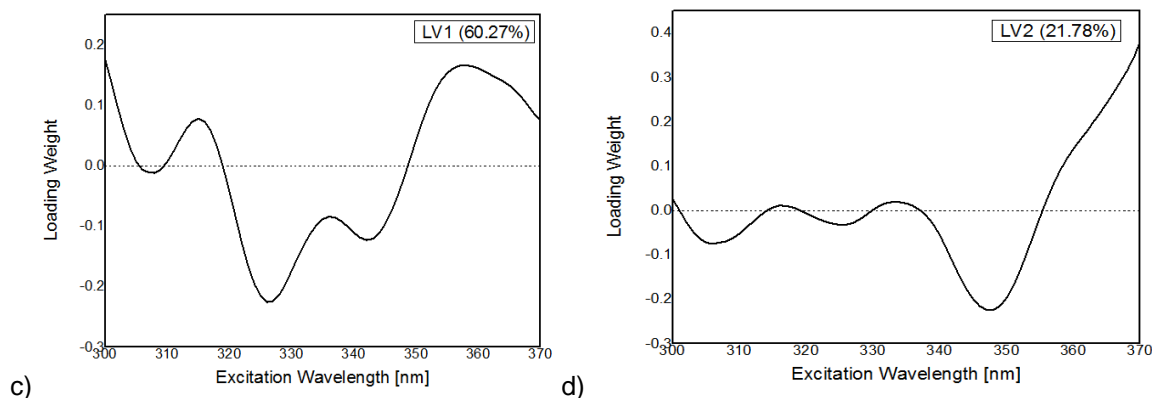 LV1 (60.27%)
0.2
0.1
0.0
-0.1
-0.2
-0.3
Loading Weight
300 310 320 330 340 350 360 370
Excitation Wavelength [nm]
c)
LV2 (21.78%)
0.4
0.3
0.2
0.1
0.0
-0.1
-0.2
-0.3
Loading Weight
300 310 320 330 340 350 360 370
Excitation Wavelength [nm]
d)